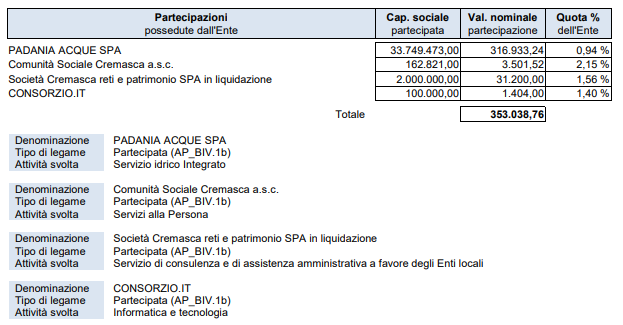 Partecipazioni Cap. sociale Val. nominale Quota %
possedute dall'Ente partecipata partecipazione dell'Ente
PADANIA ACQUE SPA 33.749.473,00 316.933,24 0,94 %
Comunità Sociale Cremasca a.s.c. 162.821,00 3.501,52 2,15 %
Società Cremasca reti e patrimonio SPA in liquidazione 2.000.000,00 31.200,00 1,56 %
CONSORZIO.IT 100.000,00 1.404,00 1,40 %
Totale 353.038,76
Denominazione PADANIA ACQUE SPA
Tipo di legame Partecipata (AP_BIV.1b)
Attività svolta Servizio idrico Integrato
Denominazione Comunità Sociale Cremasca a.s.c.
Tipo di legame Partecipata (AP_BIV.1b)
Attività svolta Servizi alla Persona
Denominazione Società Cremasca reti e patrimonio SPA in liquidazione
Tipo di legame Partecipata (AP_BIV.1b)
Attività svolta Servizio di consulenza e di assistenza amministrativa a favore degli Enti locali
Denominazione CONSORZIO.IT
Tipo di legame Partecipata (AP_BIV.1b)
Attività svolta Informatica e tecnologia